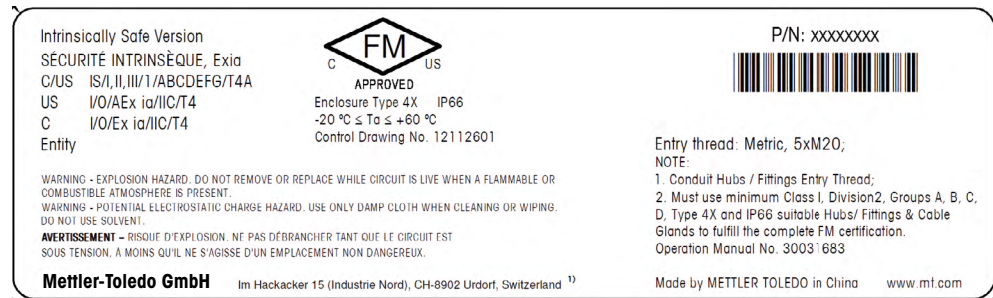 Intrinsically Safe Version
SÉCURITÉ INTRINSÈQUE, Exia
C/US IS/I,II,III/1/ABCDEFG/T4A
US I/O/AEx ia/IIC/T4
C I/O/Ex ia/IIC/T4
Entity
FM
C US
APPROVED
Enclosure Type 4X IP66
-20 ºC ≤ Ta ≤ +60 ºC
Control Drawing No. 12112601
WARNING - EXPLOSION HAZARD. DO NOT REMOVE OR REPLACE WHILE CIRCUIT IS LIVE WHEN A FLAMMABLE OR
COMBUSTIBLE ATMOSPHERE IS PRESENT.
WARNING - POTENTIAL ELECTROSTATIC CHARGE HAZARD. USE ONLY DAMP CLOTH WHEN CLEANING OR WIPING.
DO NOT USE SOLVENT.
AVERTISSEMENT – RISQUE D'EXPLOSION. NE PAS DÉBRANCHER TANT QUE LE CIRCUIT EST
SOUS TENSION, À MOINS QU'IL NE S'AGISSE D'UN EMPLACEMENT NON DANGEREUX.
Mettler-Toledo GmbH Im Hackacker 15 (Industrie Nord), CH-8902 Urdorf, Switzerland 1)
P/N: xxxxxxxx
Entry thread: Metric, 5xM20;
NOTE:
1. Conduit Hubs / Fittings Entry Thread;
2. Must use minimum Class I, Division2, Groups A, B, C,
D, Type 4X and IP66 suitable Hubs/ Fittings & Cable
Glands to fulfill the complete FM certification.
Operation Manual No. 30031683
Made by METTLER TOLEDO in China www.mt.com